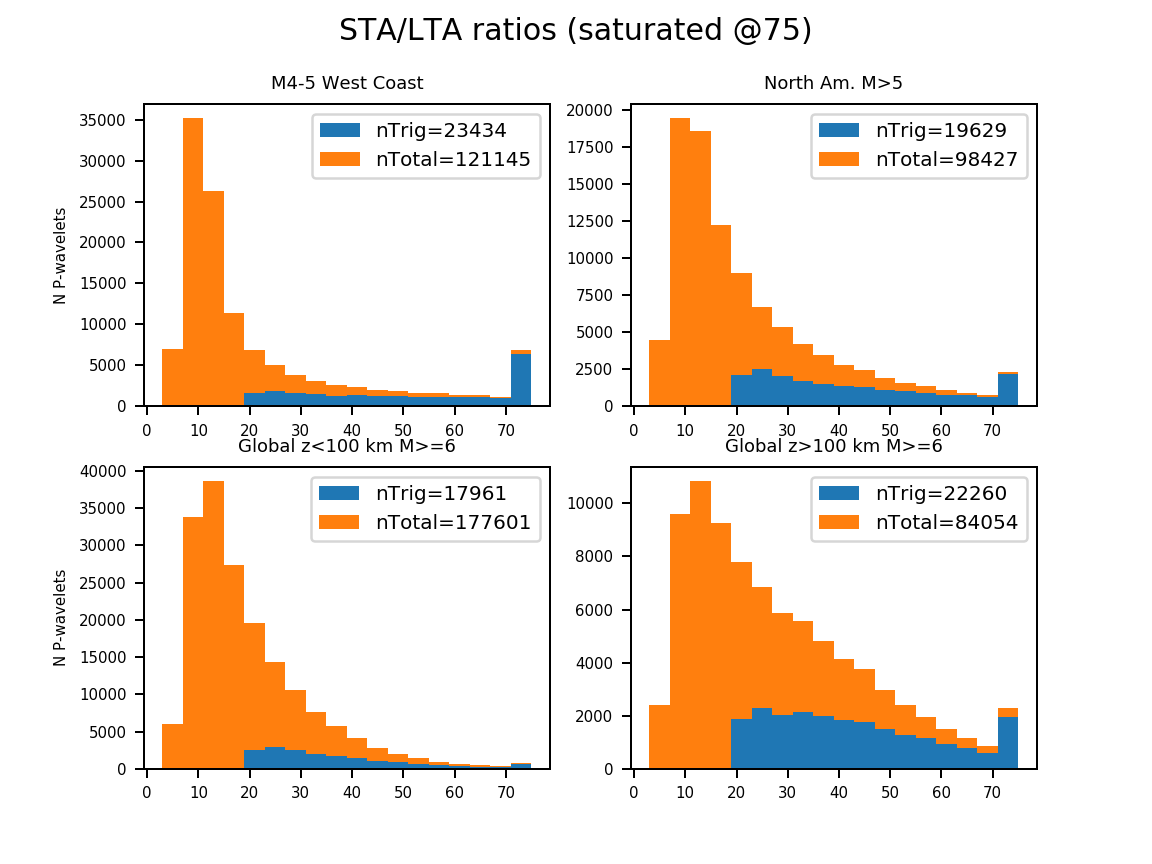 STA/LTA ratios (saturated @75)
M4-5 West Coast
N P-wavelets
35000
30000
25000
20000
15000
10000
5000
0
nTrig=23434
nTotal=121145
0 10 20 30 40 50 60 70
North Am. M>5
20000
17500
15000
12500
10000
7500
5000
2500
0
nTrig=19629
nTotal=98427
0 10 20 30 40 50 60 70
Global z<100 km M>=6
N P-wavelets
40000
35000
30000
25000
20000
15000
10000
5000
0
nTrig=17961
nTotal=177601
0 10 20 30 40 50 60 70
Global z>100 km M>=6
10000
8000
6000
4000
2000
0
nTrig=22260
nTotal=84054
0 10 20 30 40 50 60 70